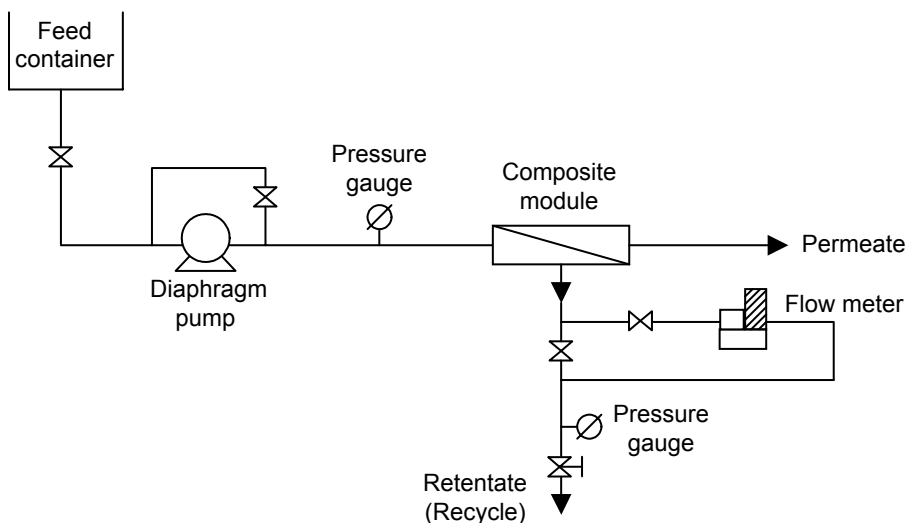 Feed
container
Pressure
gauge
Composite
module
Permeate
Diaphragm
pump
Flow meter
Pressure
gauge
Retentate
(Recycle)